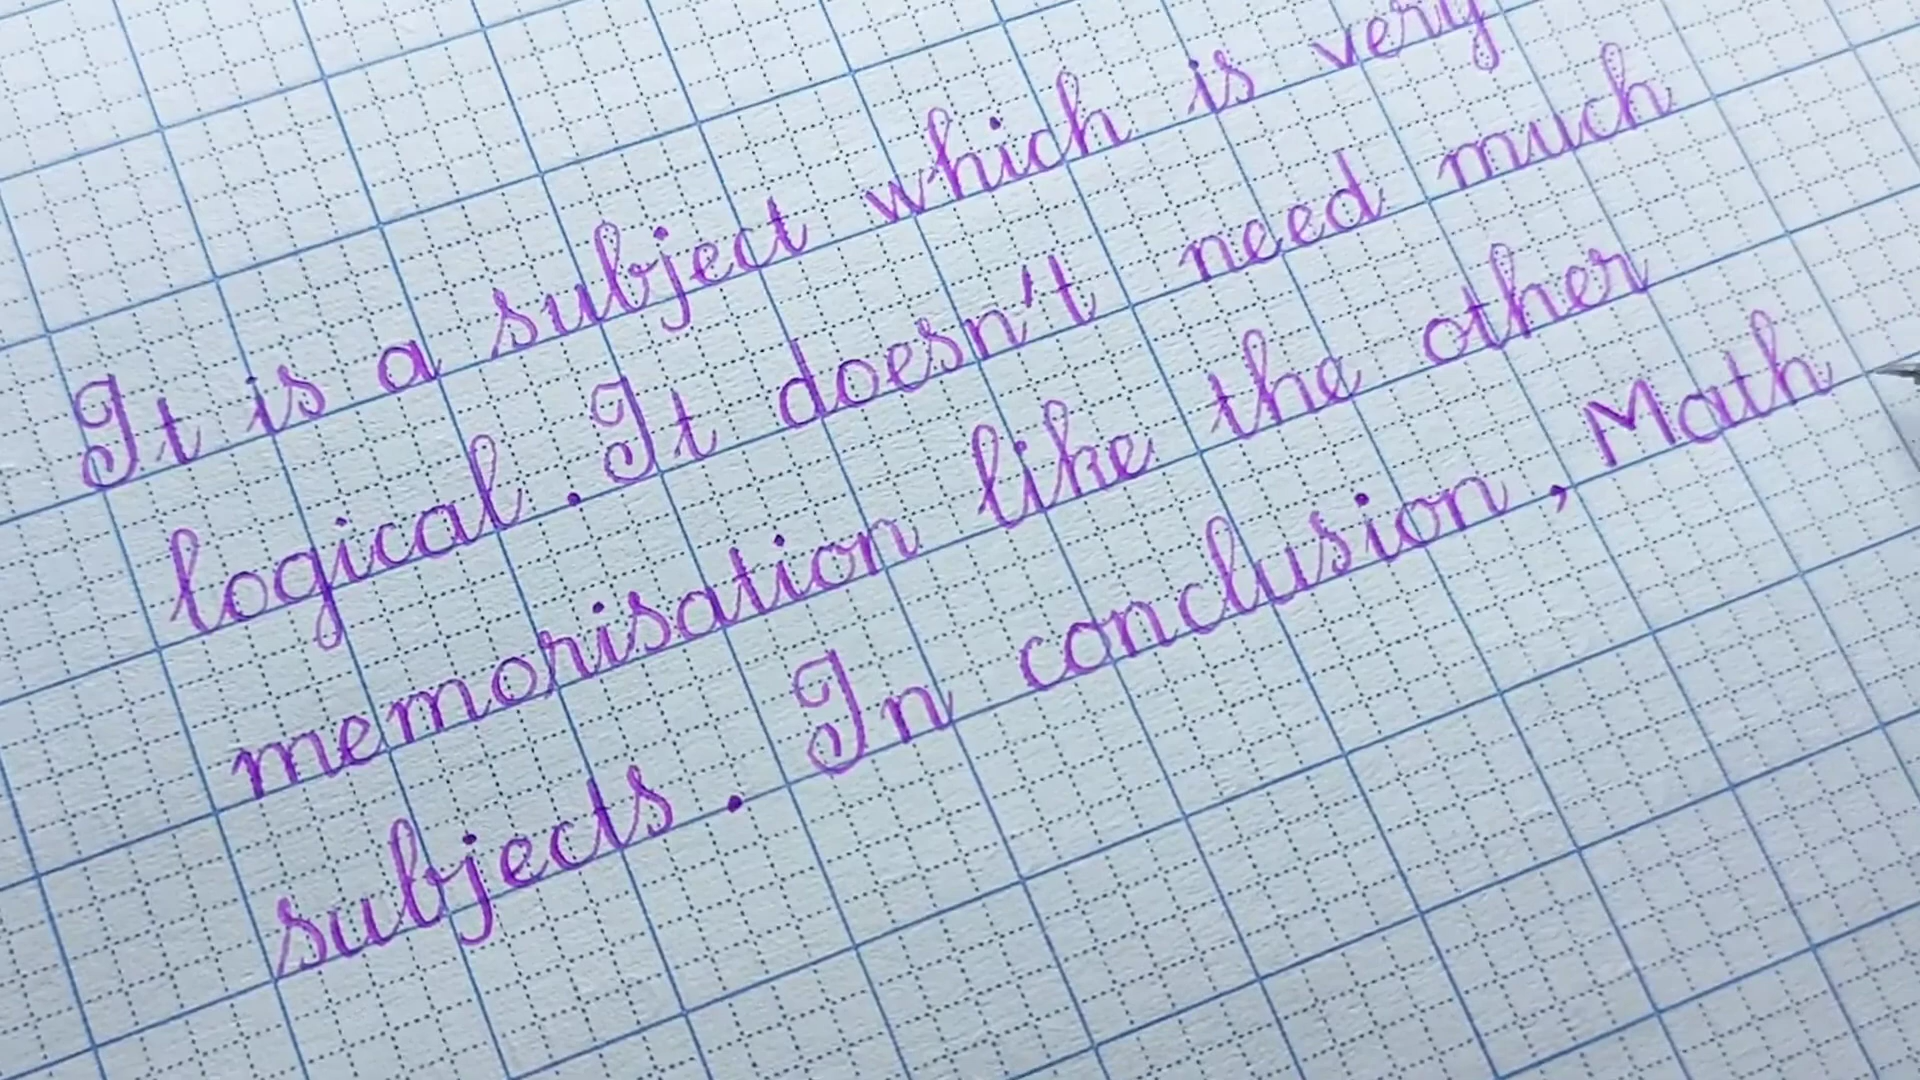 It is a subject which is very
logical. It doesn't need much
memorisation like the other
subjects. In conclusion, Math